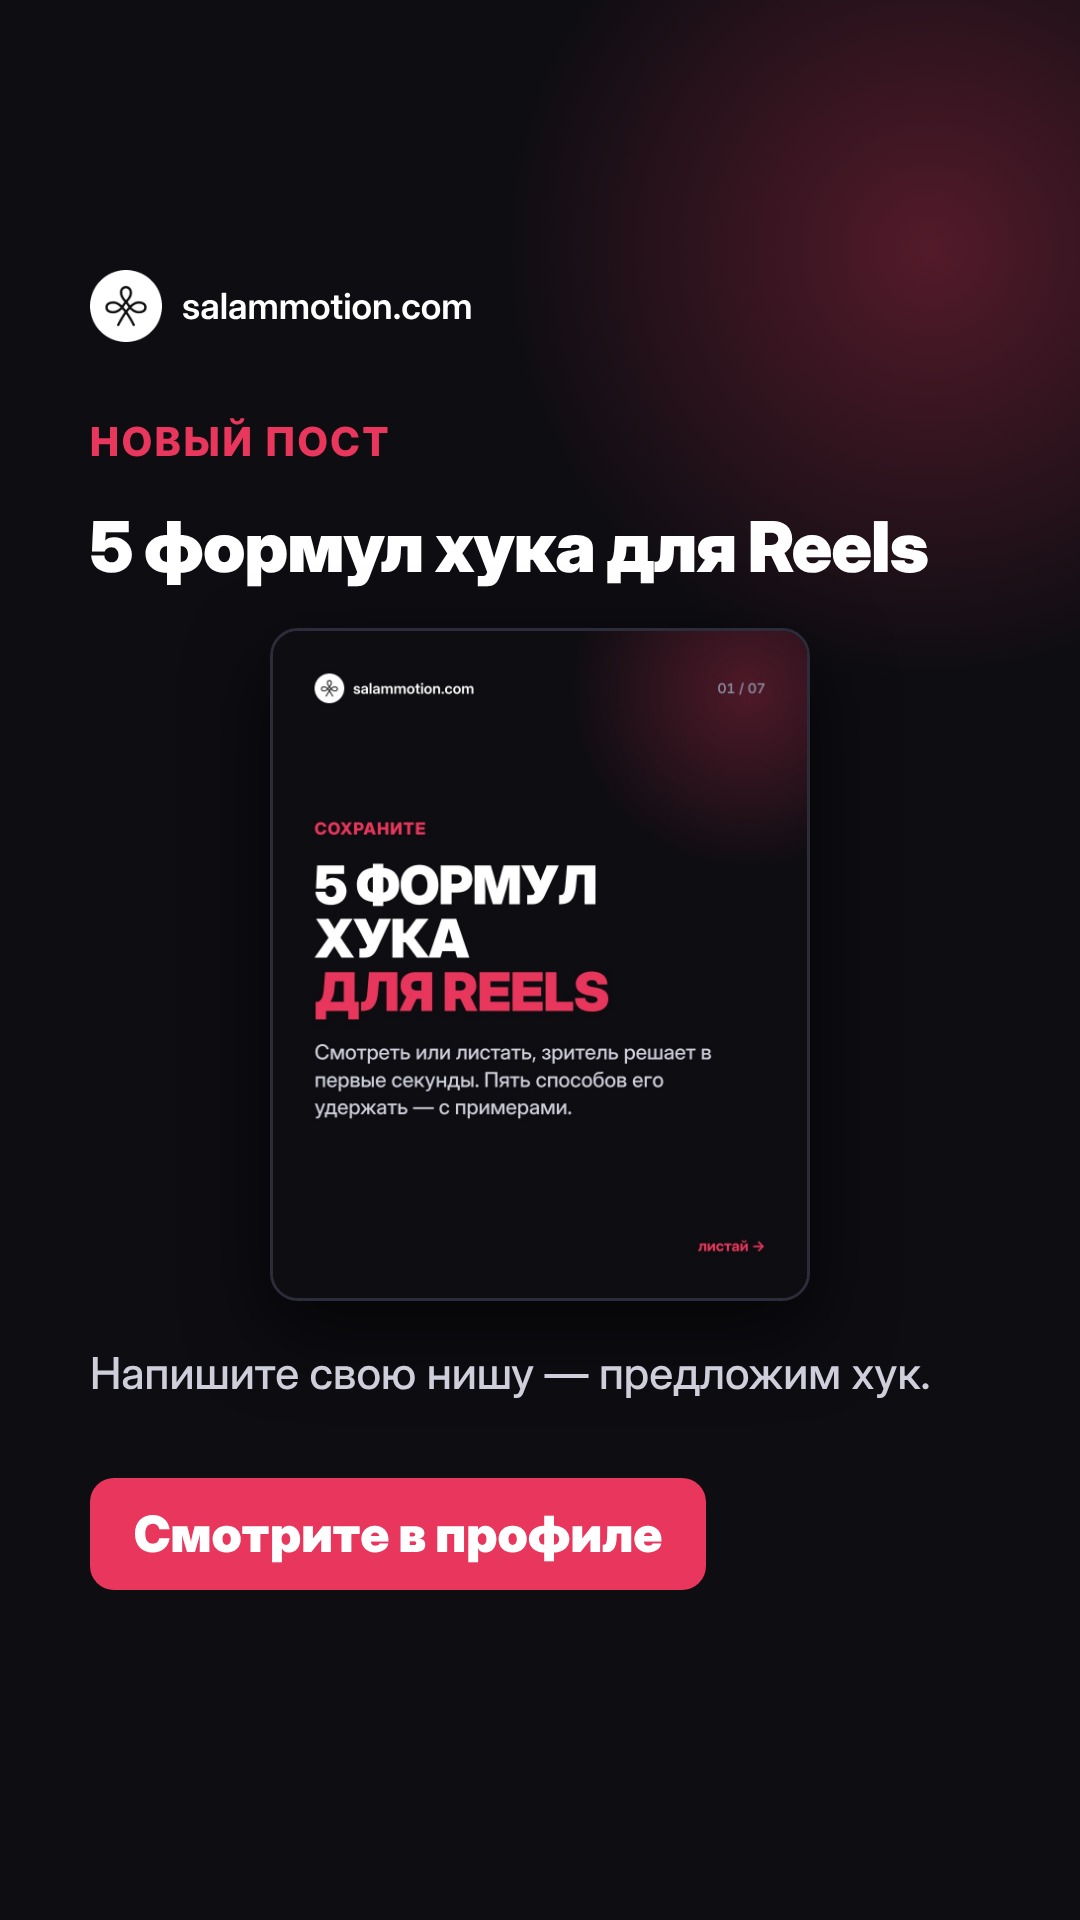 salammotion.com
НОВЫЙ ПОСТ
5 формул хука для Reels
salammotion.com
01 / 07
СОХРАНИТЕ
5 ФОРМУЛ
ХУКА
ДЛЯ REELS
Смотреть или листать, зритель решает в
первые секунды. Пять способов его
удержать — с примерами.
листай →
Напишите свою нишу — предложим хук.
Смотрите в профиле